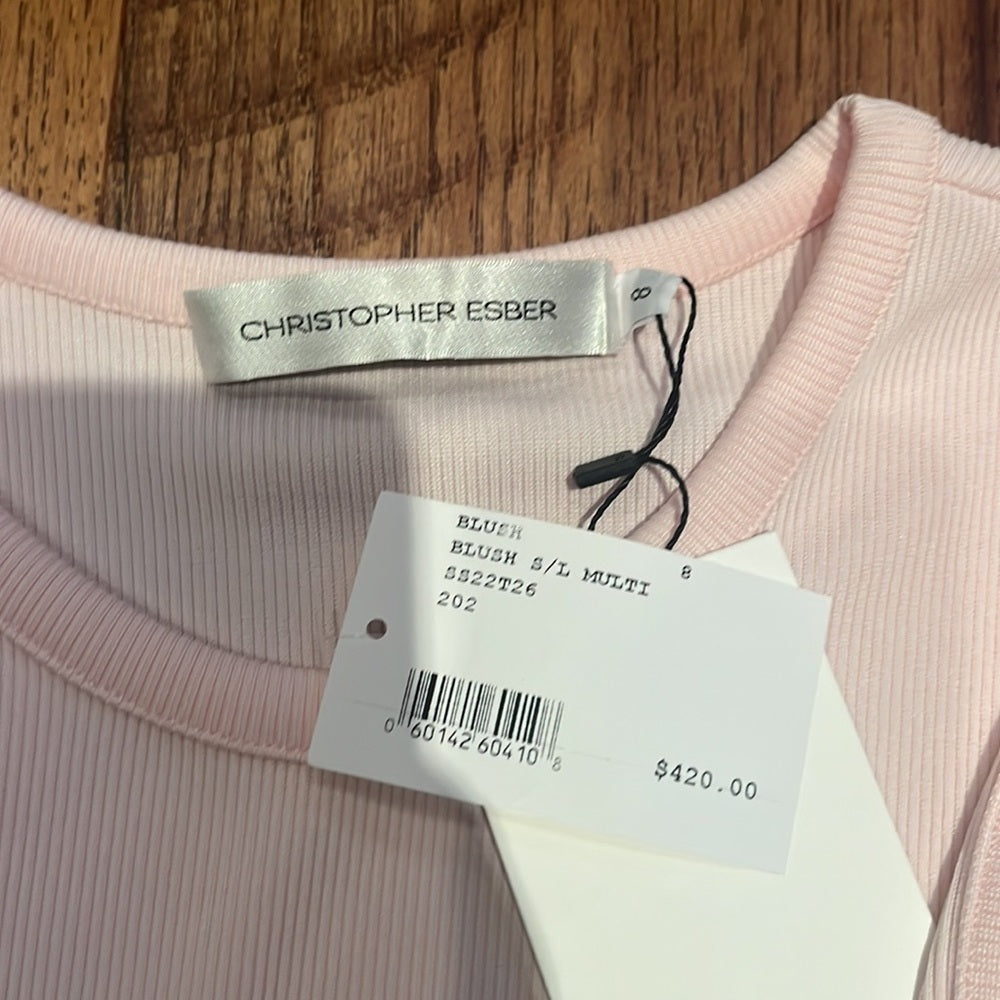 CHRISTOPHER ESBER
8
BLUSH
BLUSH S/L MULTI 8
SS22T26
202
0 60142 60410 8
$420.00